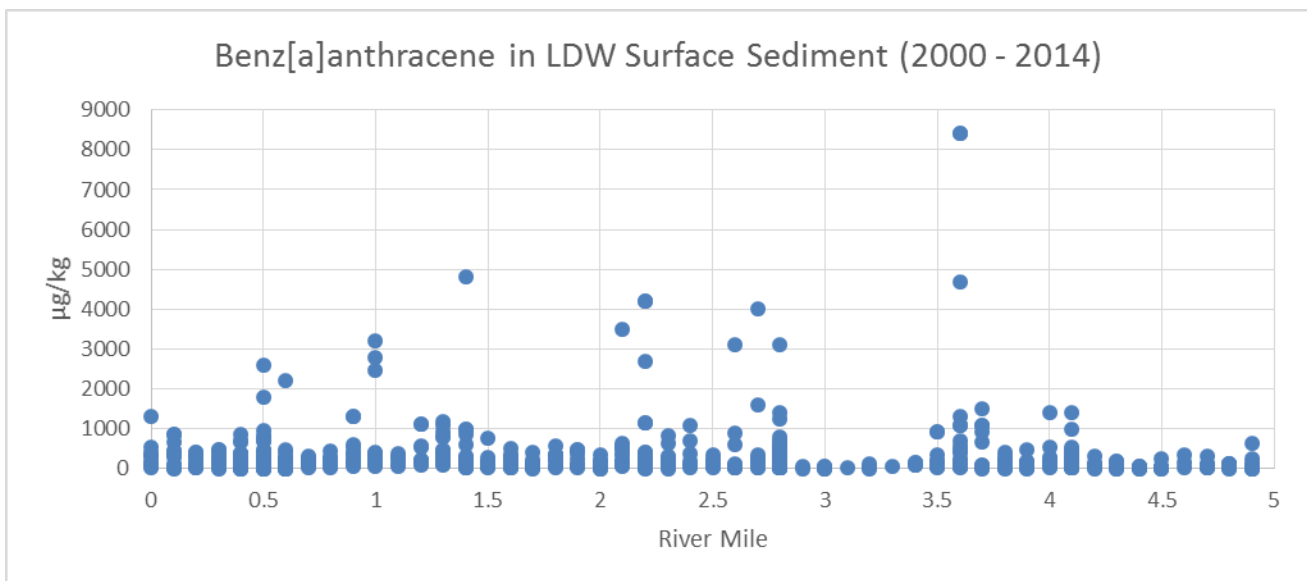 Benz[a]anthracene in LDW Surface Sediment (2000 - 2014)
9000
8000
7000
6000
5000
4000
3000
2000
1000
0
µg/kg
0 0.5 1 1.5 2 2.5 3 3.5 4 4.5 5
River Mile